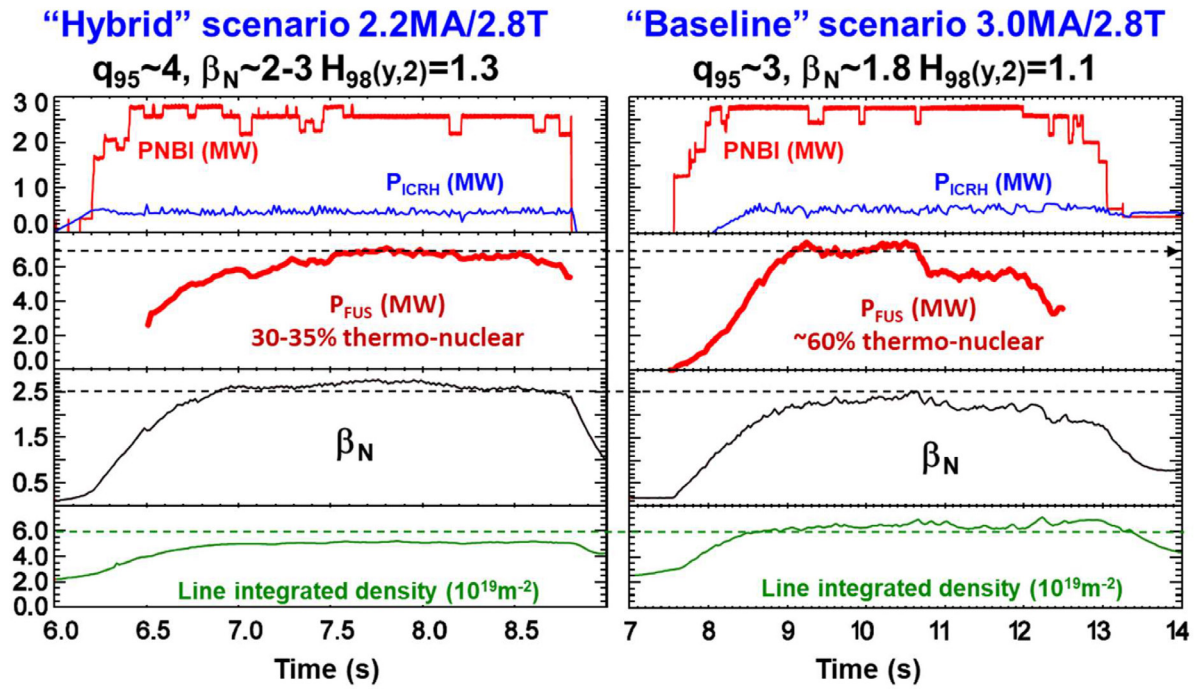 “Hybrid” scenario 2.2MA/2.8T
q95~4, βN~2-3 H98(y,2)=1.3
“Baseline” scenario 3.0MA/2.8T
q95~3, βN~1.8 H98(y,2)=1.1
3 0
2 0
1 0
0.0
PNBI (MW)
PICRH (MW)
PNBI (MW)
PICRH (MW)
6.0
4.0
2.0
0.0
PFUS (MW)
30-35% thermo-nuclear
PFUS (MW)
~60% thermo-nuclear
2.5
1.5
0.5
βN
βN
6.0
4.0
2.0
0.0
Line integrated density (10^19m-2)
Line integrated density (10^19m-2)
6.0 6.5 7.0 7.5 8.0 8.5
7 8 9 10 11 12 13 14
Time (s)
Time (s)